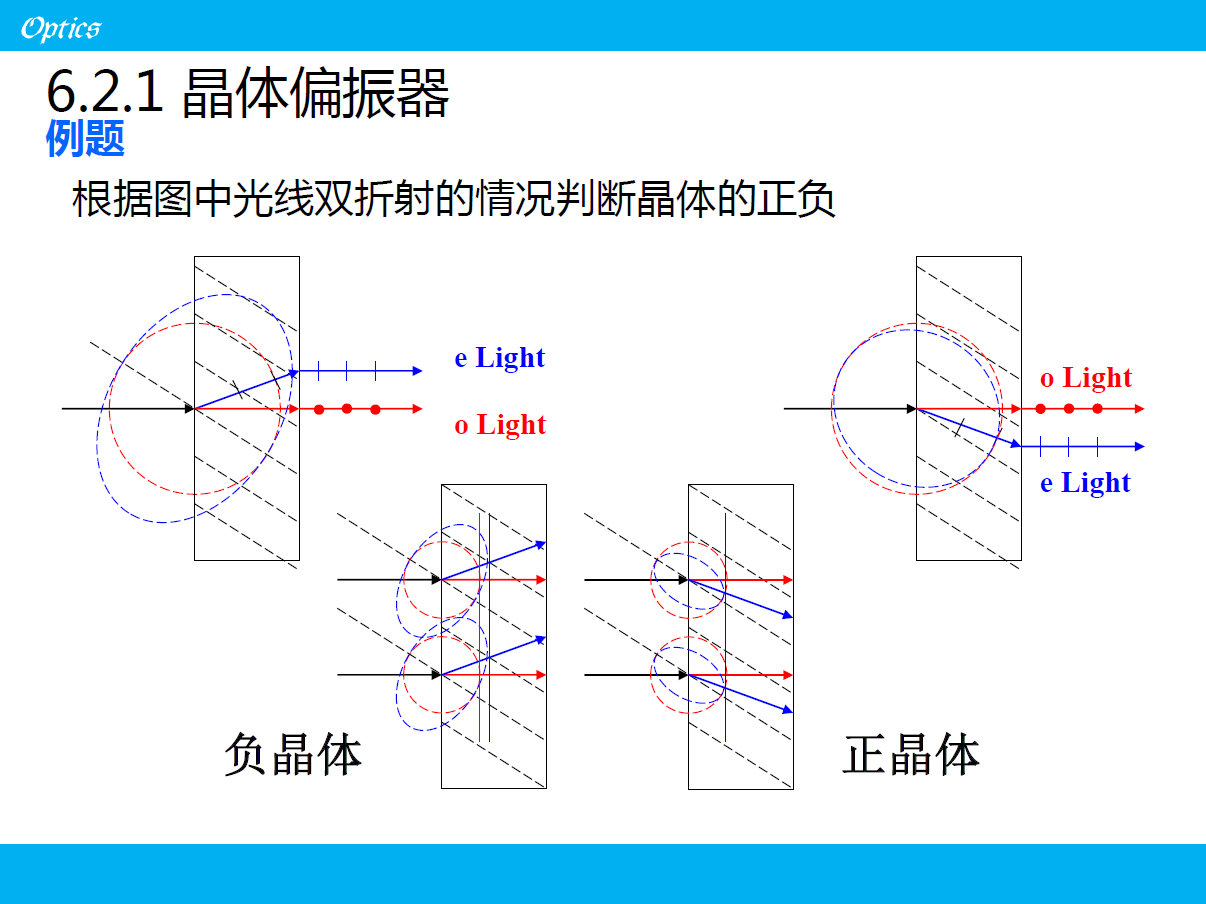 Optics
6.2.1 晶体偏振器
例题
根据图中光线双折射的情况判断晶体的正负
e Light
o Light
o Light
e Light
负晶体
正晶体